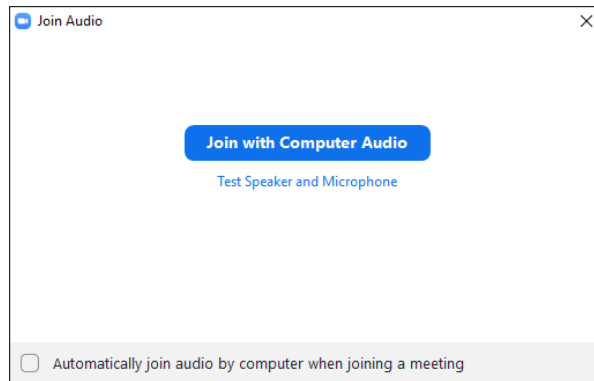 Join Audio
Join with Computer Audio
Test Speaker and Microphone
Automatically join audio by computer when joining a meeting